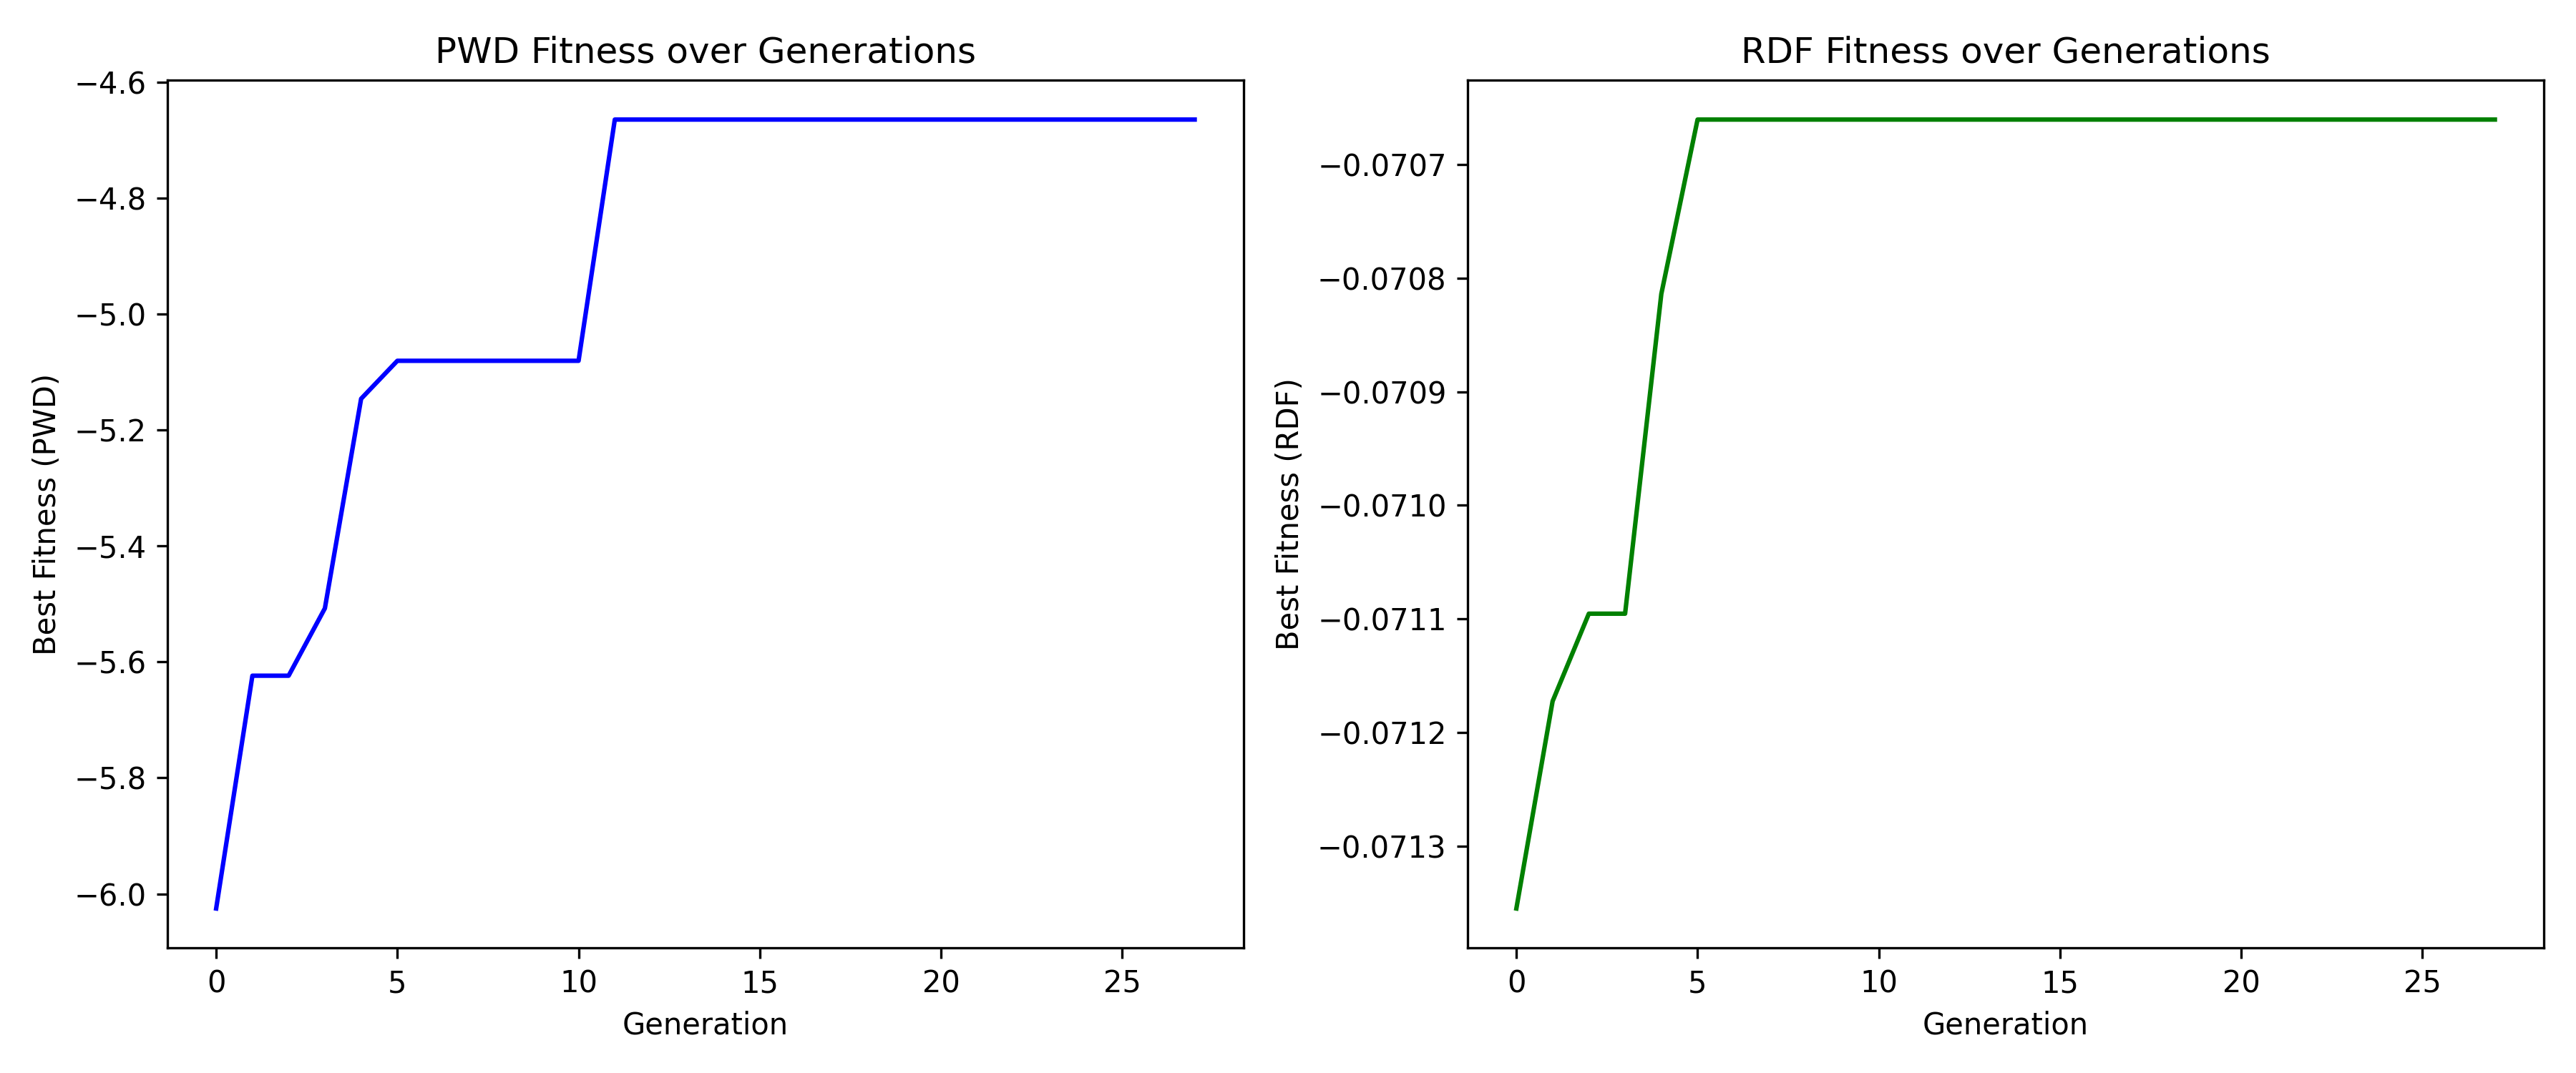 PWD Fitness over Generations
Best Fitness (PWD)
−4.6
−4.8
−5.0
−5.2
−5.4
−5.6
−5.8
−6.0
0 5 10 15 20 25
Generation
RDF Fitness over Generations
Best Fitness (RDF)
−0.0707
−0.0708
−0.0709
−0.0710
−0.0711
−0.0712
−0.0713
0 5 10 15 20 25
Generation